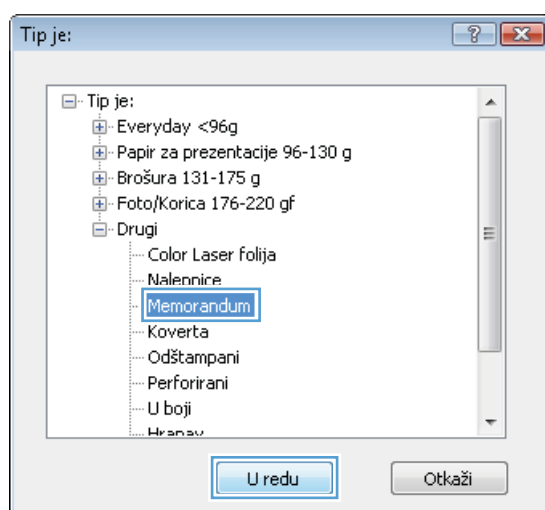 Tip je:
Tip je:
Everyday <96g
Papir za prezentacije 96-130 g
Brošura 131-175 g
Foto/Korica 176-220 gf
Drugi
Color Laser folija
Nalepnice
Memorandum
Koverta
Odštampani
Perforirani
U boji
Hrapav
U redu Otkaži